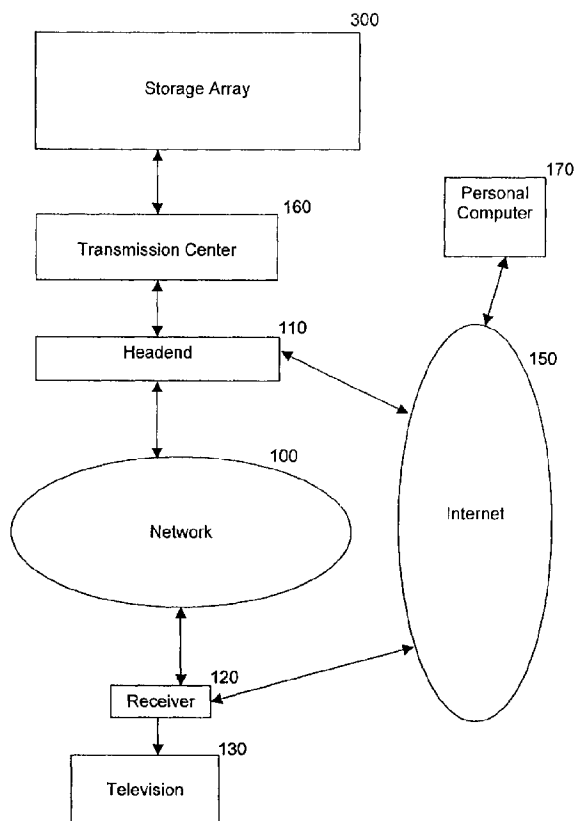 300
Storage Array
170
Personal
Computer
160
Transmission Center
110
Headend
150
100
Network
Internet
120
Receiver
130
Television